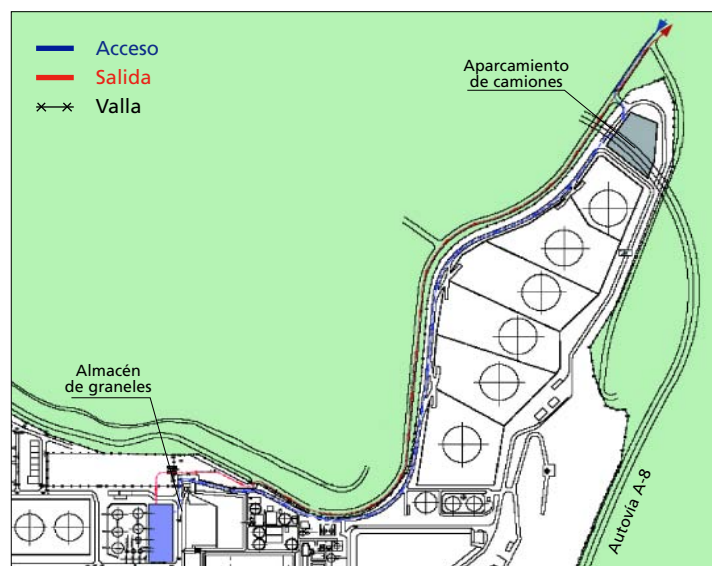 Acceso
Salida
Valla
Aparcamiento
de camiones
Almacén
de graneles
Autovía A-8